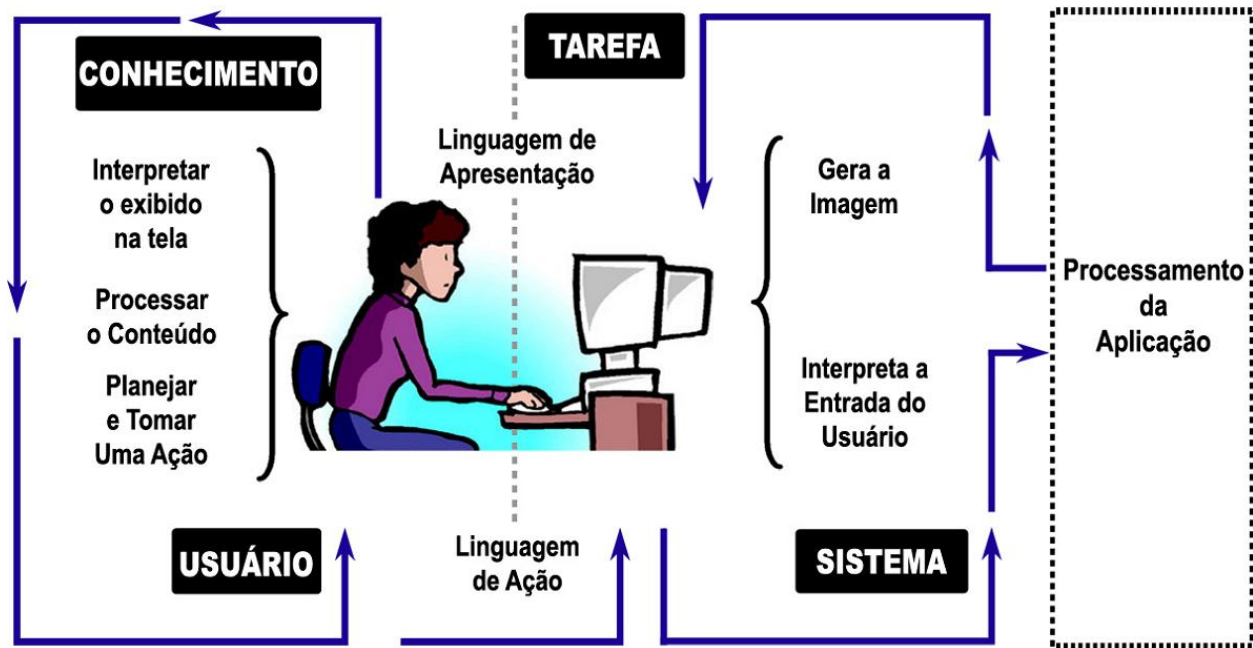 CONHECIMENTO
TAREFA
Linguagem de
Apresentação
Interpretar
o exibido
na tela
Processar
o Conteúdo
Planejar
e Tomar
Uma Ação
Gera a
Imagem
Interpreta a
Entrada do
Usuário
Processamento
da
Aplicação
USUÁRIO
Linguagem
de Ação
SISTEMA